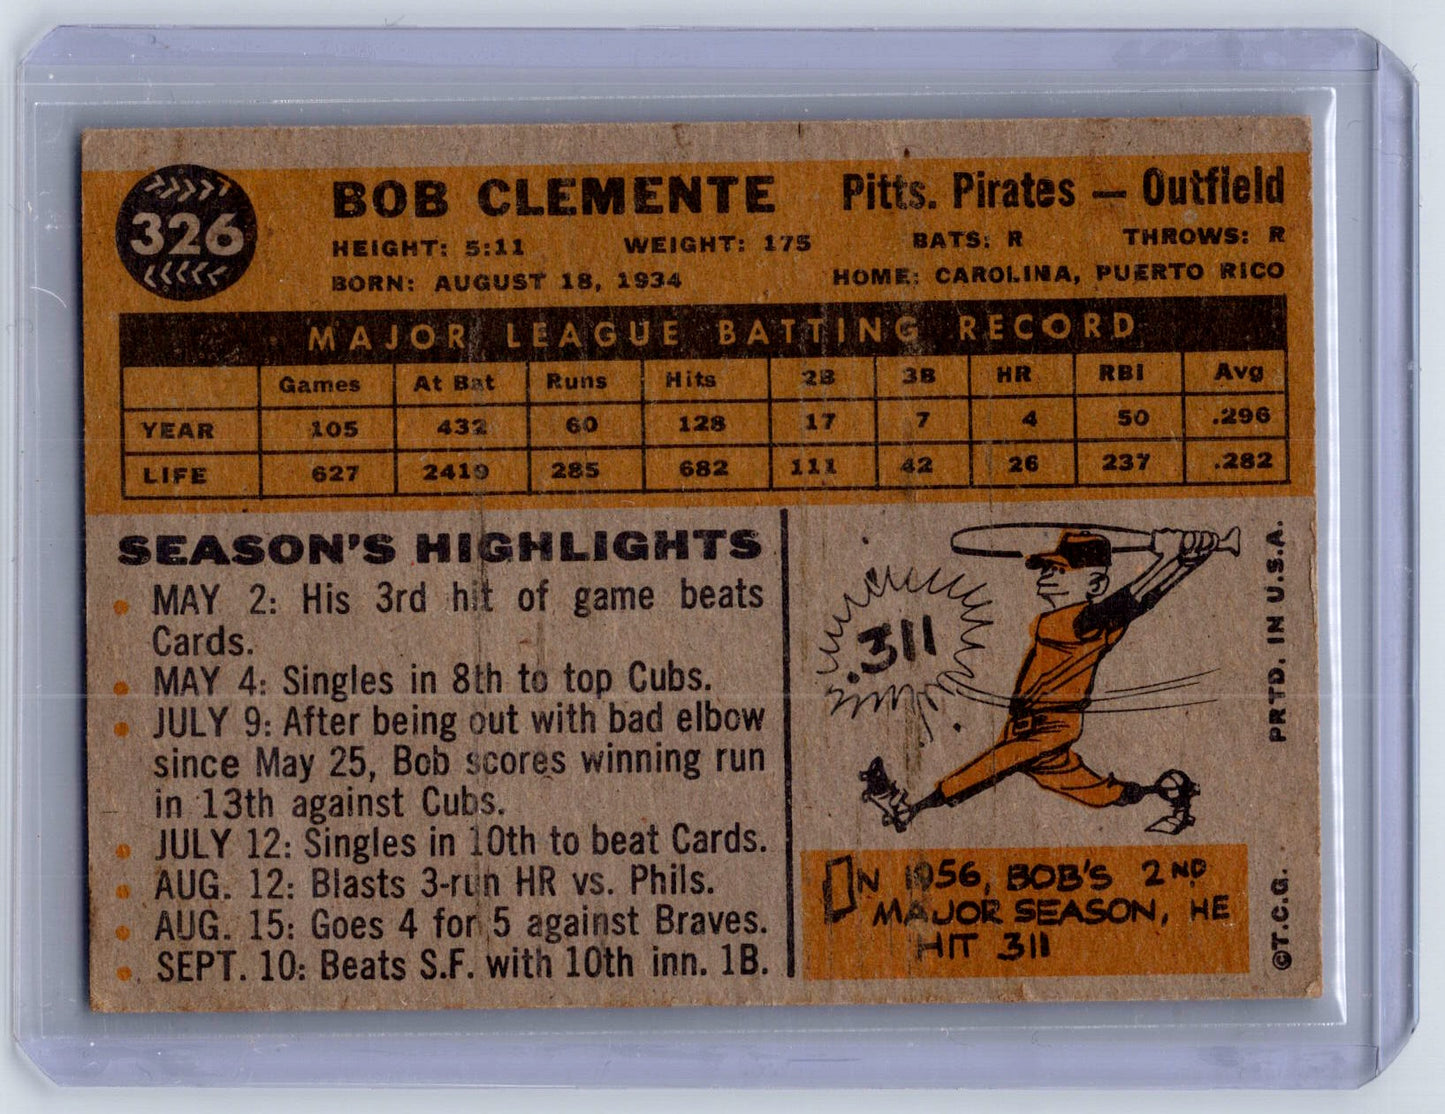 326
BOB CLEMENTE Pitts. Pirates — Outfield
HEIGHT: 5:11 WEIGHT: 175 BATS: R THROWS: R
BORN: AUGUST 18, 1934 HOME: CAROLINA, PUERTO RICO
MAJOR LEAGUE BATTING RECORD
Games At Bat Runs Hits 2B 3B HR RBI Avg
YEAR 105 432 60 128 17 7 4 50 .296
LIFE 627 2419 285 682 111 42 26 237 .282
SEASON'S HIGHLIGHTS
MAY 2: His 3rd hit of game beats
Cards.
MAY 4: Singles in 8th to top Cubs.
JULY 9: After being out with bad elbow
since May 25, Bob scores winning run
in 13th against Cubs.
JULY 12: Singles in 10th to beat Cards.
AUG. 12: Blasts 3-run HR vs. Phils.
AUG. 15: Goes 4 for 5 against Braves.
SEPT. 10: Beats S.F. with 10th inn. 1B.
.311
IN 1956, BOB'S 2ND
MAJOR SEASON, HE
HIT 311
©T.C.G. PRTD. IN U.S.A.